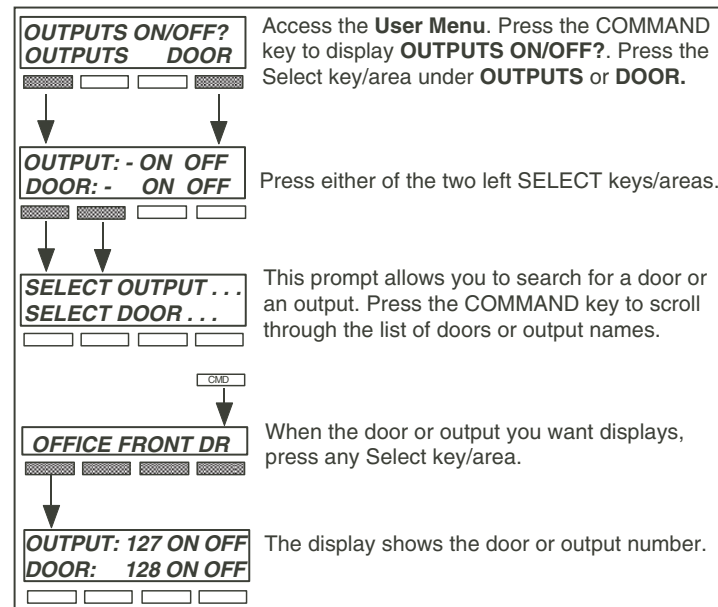 OUTPUTS ON/OFF?
OUTPUTS DOOR
Access the User Menu. Press the COMMAND
key to display OUTPUTS ON/OFF?. Press the
Select key/area under OUTPUTS or DOOR.
OUTPUT: - ON OFF
DOOR: - ON OFF
Press either of the two left SELECT keys/areas.
SELECT OUTPUT . . .
SELECT DOOR . . .
This prompt allows you to search for a door or
an output. Press the COMMAND key to scroll
through the list of doors or output names.
CMD
OFFICE FRONT DR
When the door or output you want displays,
press any Select key/area.
OUTPUT: 127 ON OFF
DOOR: 128 ON OFF
The display shows the door or output number.